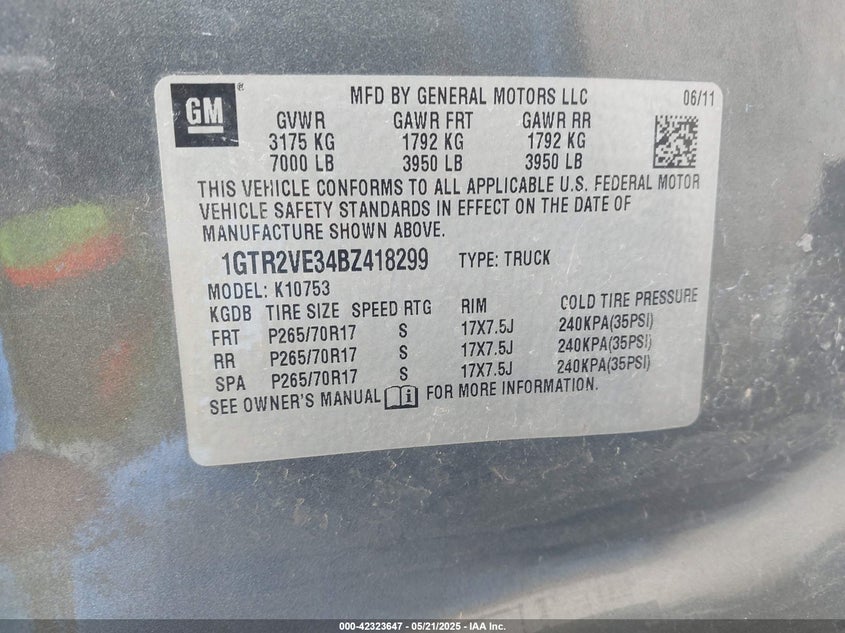 GM ® MFD BY GENERAL MOTORS LLC 06/11
GVWR GAWR FRT GAWR RR
3175 KG 1792 KG 1792 KG
7000 LB 3950 LB 3950 LB
THIS VEHICLE CONFORMS TO ALL APPLICABLE U.S. FEDERAL MOTOR
VEHICLE SAFETY STANDARDS IN EFFECT ON THE DATE OF
MANUFACTURE SHOWN ABOVE.
1GTR2VE34BZ418299 TYPE: TRUCK
MODEL: K10753
KGDB TIRE SIZE SPEED RTG RIM COLD TIRE PRESSURE
FRT P265/70R17 S 17X7.5J 240KPA(35PSI)
RR P265/70R17 S 17X7.5J 240KPA(35PSI)
SPA P265/70R17 S 17X7.5J 240KPA(35PSI)
SEE OWNER'S MANUAL i FOR MORE INFORMATION.
000-42323647 - 05/21/2025 - IAA Inc.